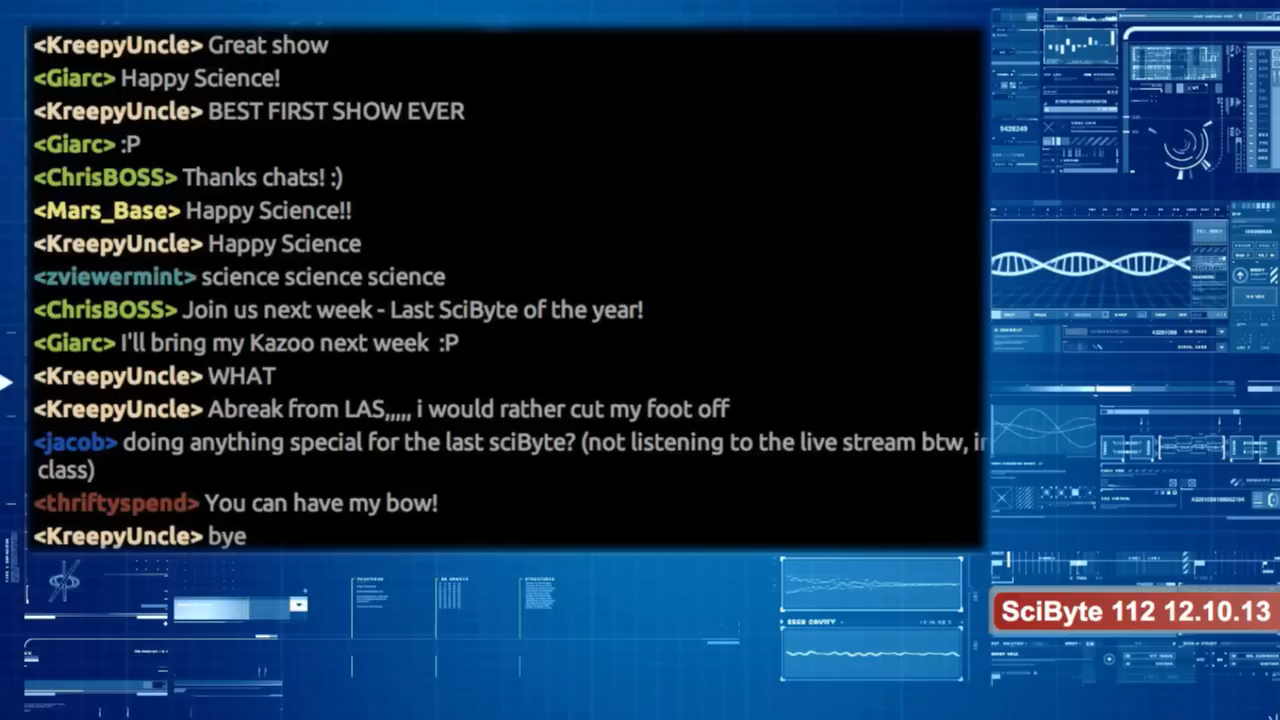 <KreepyUncle> Great show
<Giarc> Happy Science!
<KreepyUncle> BEST FIRST SHOW EVER
<Giarc> :P
<ChrisBOSS> Thanks chats! :)
<Mars_Base> Happy Science!!
<KreepyUncle> Happy Science
<zviewermint> science science science
<ChrisBOSS> Join us next week - Last SciByte of the year!
<Giarc> I'll bring my Kazoo next week :P
<KreepyUncle> WHAT
<KreepyUncle> Abreak from LAS,,,,, i would rather cut my foot off
<jacob> doing anything special for the last sciByte? (not listening to the live stream btw, in
class)
<thriftyspend> You can have my bow!
<KreepyUncle> bye
9428249
SciByte 112 12.10.13